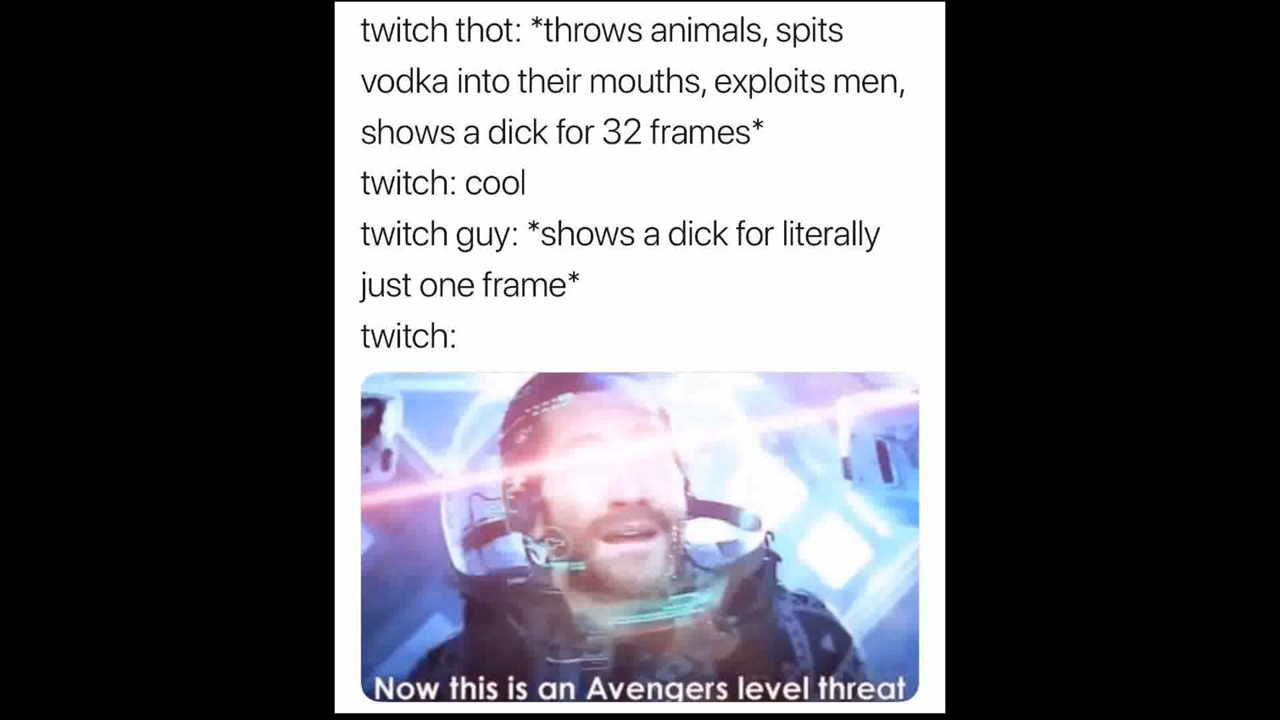 twitch thot: *throws animals, spits
vodka into their mouths, exploits men,
shows a dick for 32 frames*
twitch: cool
twitch guy: *shows a dick for literally
just one frame*
twitch:
Now this is an Avengers level threat